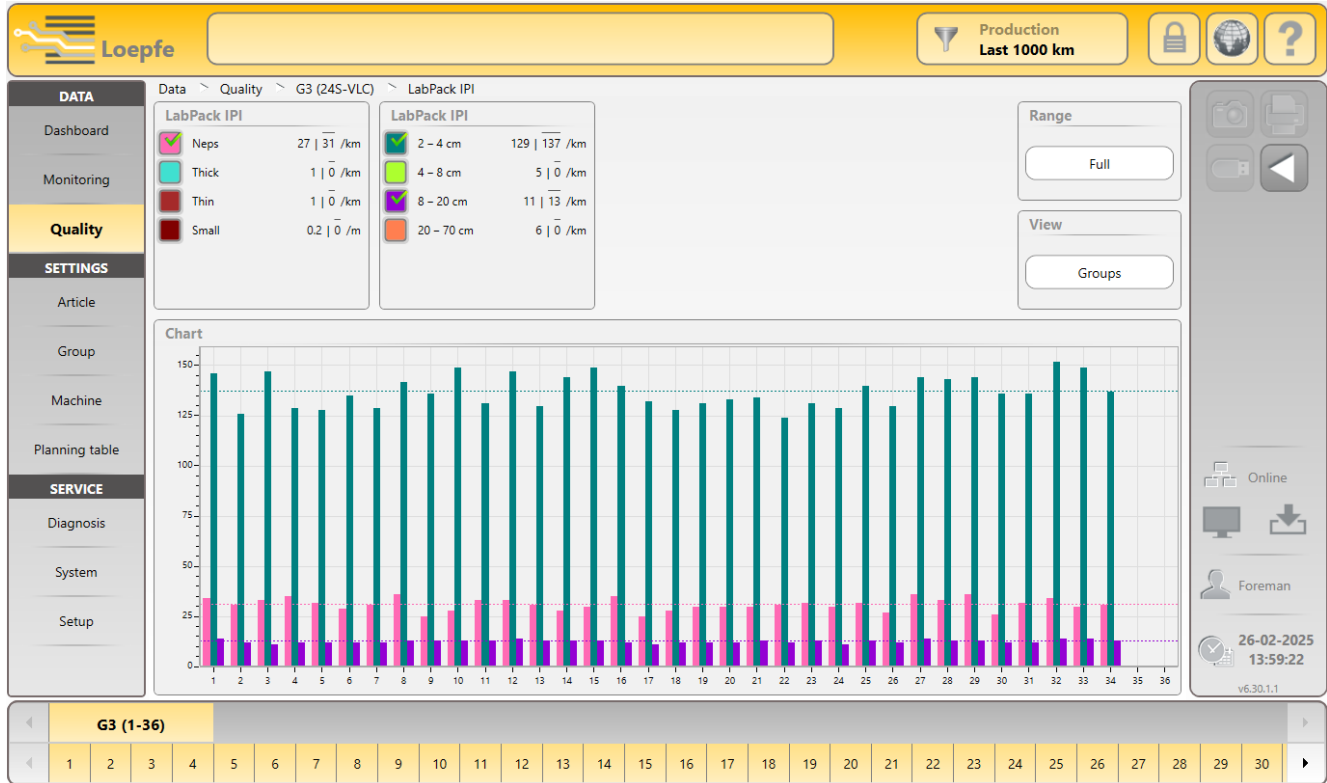 Loepfe
Production
Last 1000 km
?
DATA
Dashboard
Monitoring
Quality
SETTINGS
Article
Group
Machine
Planning table
SERVICE
Diagnosis
System
Setup
Data > Quality > G3 (24S-VLC) > LabPack IPI
LabPack IPI
Neps 27 | 31 /km
Thick 1 | 0 /km
Thin 1 | 0 /km
Small 0.2 | 0 /m
LabPack IPI
2 – 4 cm 129 | 137 /km
4 – 8 cm 5 | 0 /km
8 – 20 cm 11 | 13 /km
20 – 70 cm 6 | 0 /km
Range
Full
View
Groups
Chart
150
125
100
75
50
25
0
1 2 3 4 5 6 7 8 9 10 11 12 13 14 15 16 17 18 19 20 21 22 23 24 25 26 27 28 29 30 31 32 33 34 35 36
Online
Foreman
26-02-2025
13:59:22
v6.30.1.1
G3 (1-36)
1 2 3 4 5 6 7 8 9 10 11 12 13 14 15 16 17 18 19 20 21 22 23 24 25 26 27 28 29 30